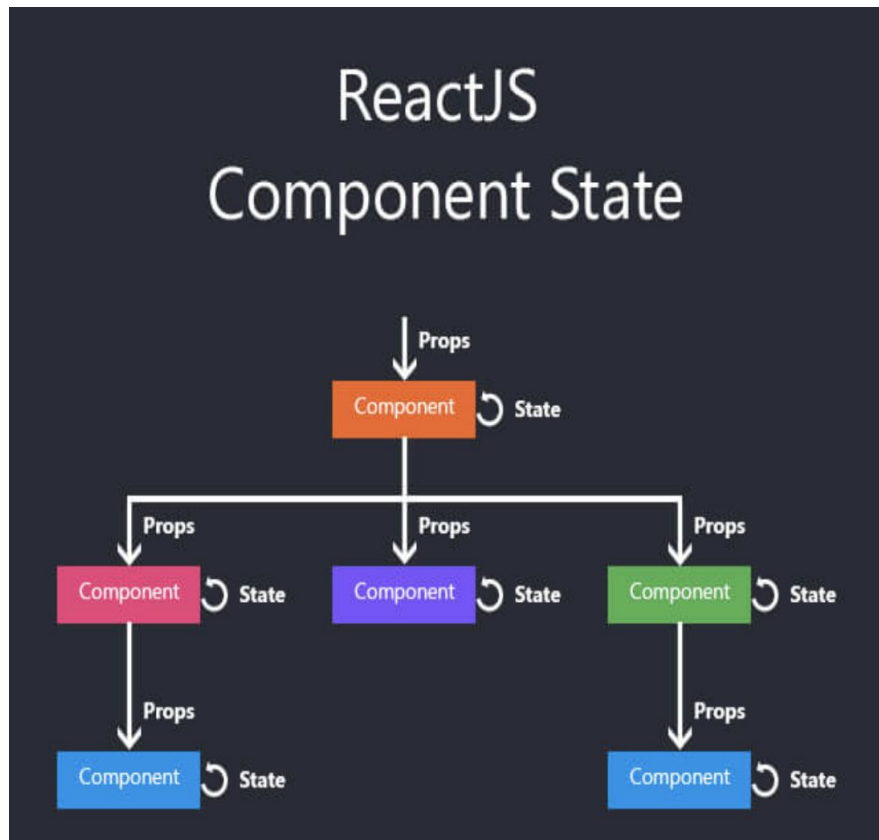 ReactJS
Component State
Props
Component State
Props Props Props
Component State Component State Component State
Props Props
Component State Component State